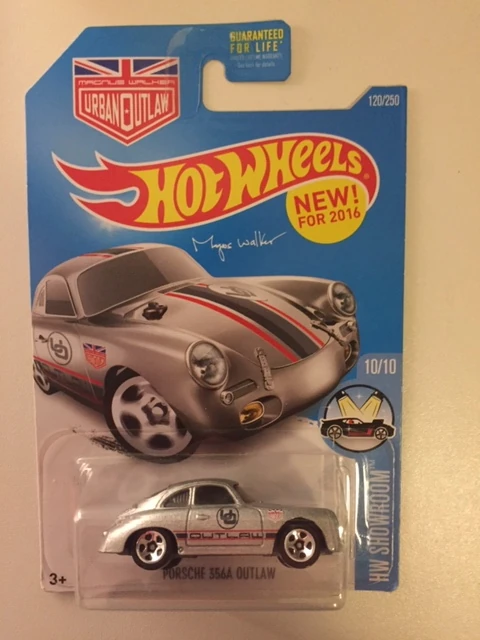 GUARANTEED
FOR LIFE*
MAGNUS WALKER
URBAN OUTLAW
120/250
HOT WHEELS
NEW!
FOR 2016
Magnus Walker
10/10
HW SHOWROOM
OUTLAW
PORSCHE 356A OUTLAW
3+